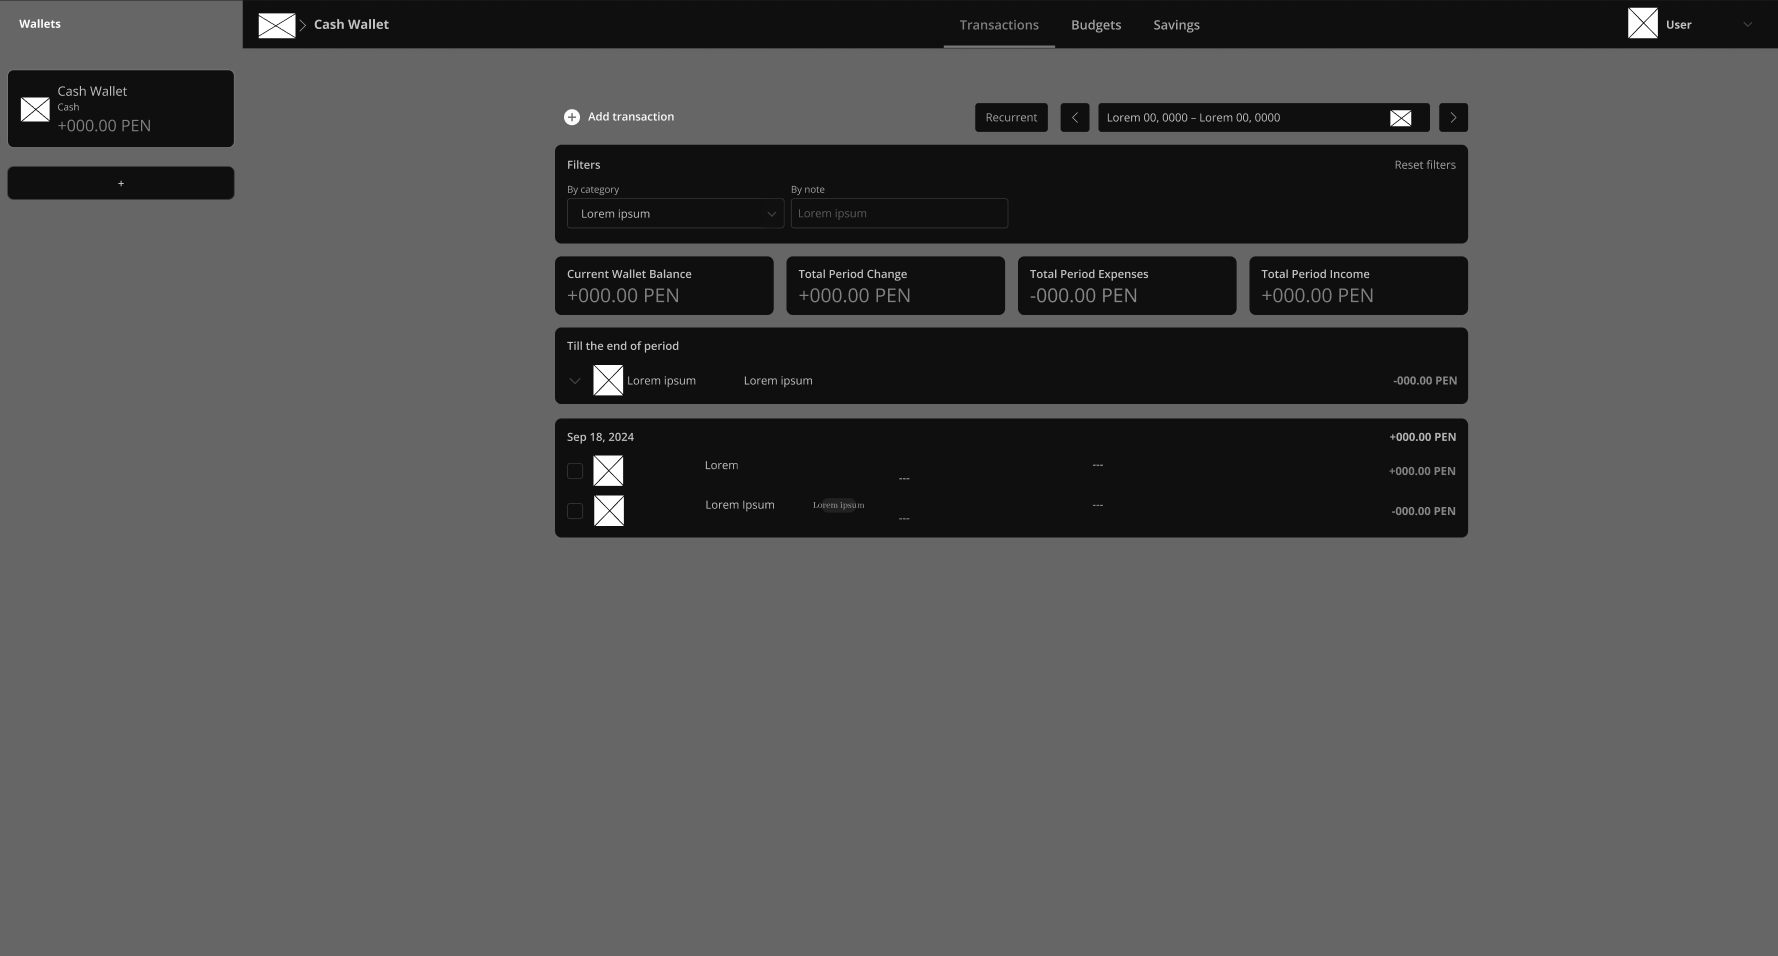 Wallets
Cash Wallet
Transactions
Budgets
Savings
User
Cash Wallet
Cash
+000.00 PEN
+
Add transaction
Recurrent
Lorem 00, 0000 – Lorem 00, 0000
Filters
Reset filters
By category
By note
Lorem ipsum
Lorem ipsum
Current Wallet Balance
+000.00 PEN
Total Period Change
+000.00 PEN
Total Period Expenses
-000.00 PEN
Total Period Income
+000.00 PEN
Till the end of period
Lorem ipsum
Lorem ipsum
-000.00 PEN
Sep 18, 2024
+000.00 PEN
Lorem
---
---
+000.00 PEN
Lorem Ipsum
Lorem ipsum
---
---
-000.00 PEN